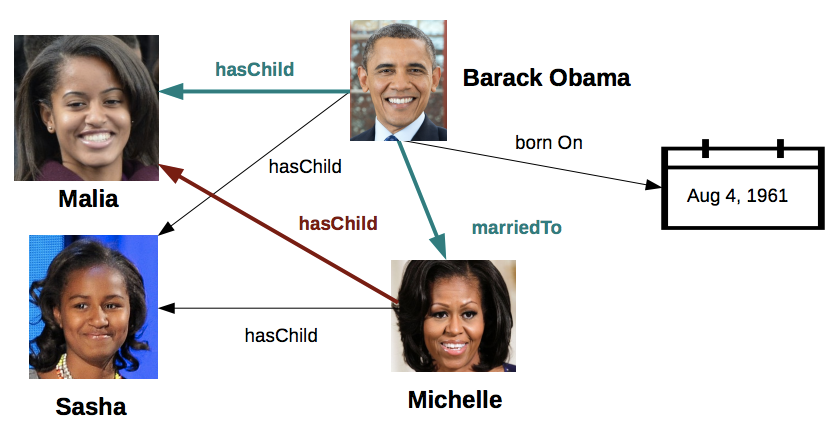 hasChild
Barack Obama
born On
hasChild
Aug 4, 1961
Malia
hasChild
marriedTo
hasChild
Michelle
Sasha